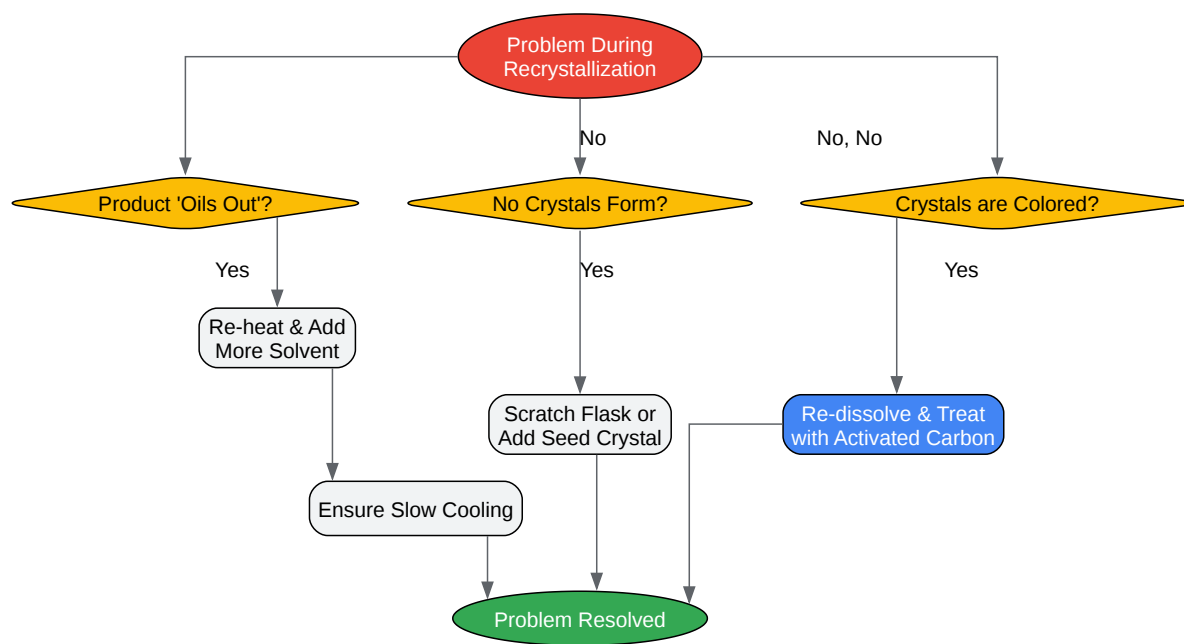 Problem During
Recrystallization
No
No, No
Product 'Oils Out'?
No Crystals Form?
Crystals are Colored?
Yes
Yes
Yes
Re-heat & Add
More Solvent
Scratch Flask or
Add Seed Crystal
Re-dissolve & Treat
with Activated Carbon
Ensure Slow Cooling
Problem Resolved